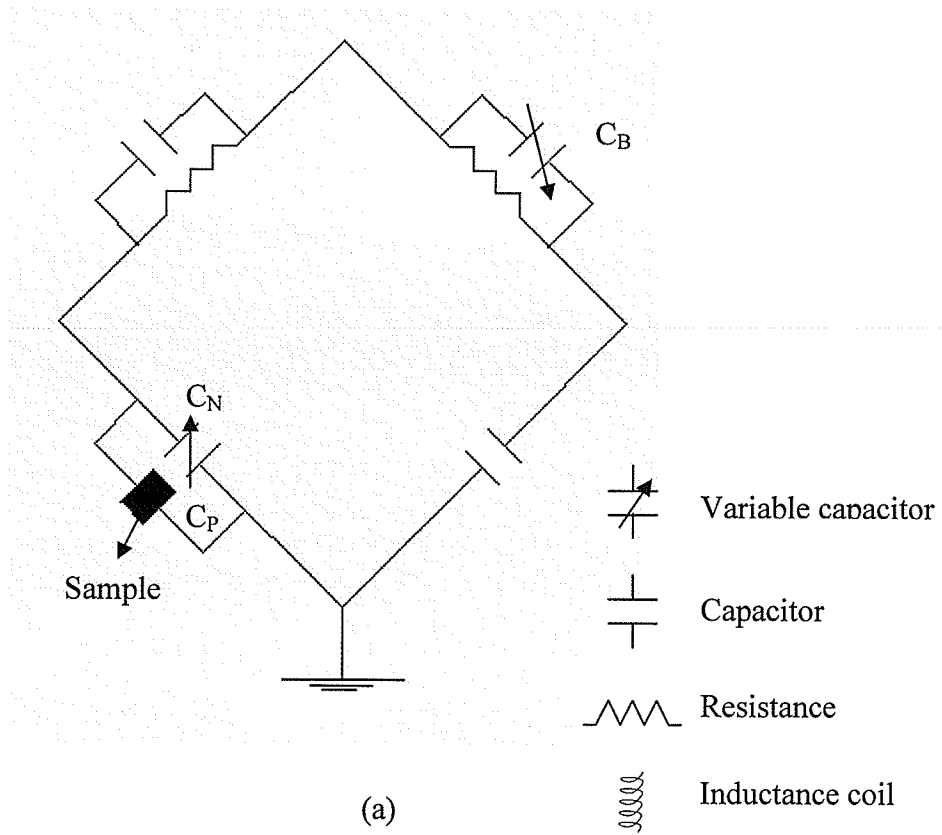 C_B
C_N
C_P
Sample
Variable capacitor
Capacitor
Resistance
Inductance coil
(a)